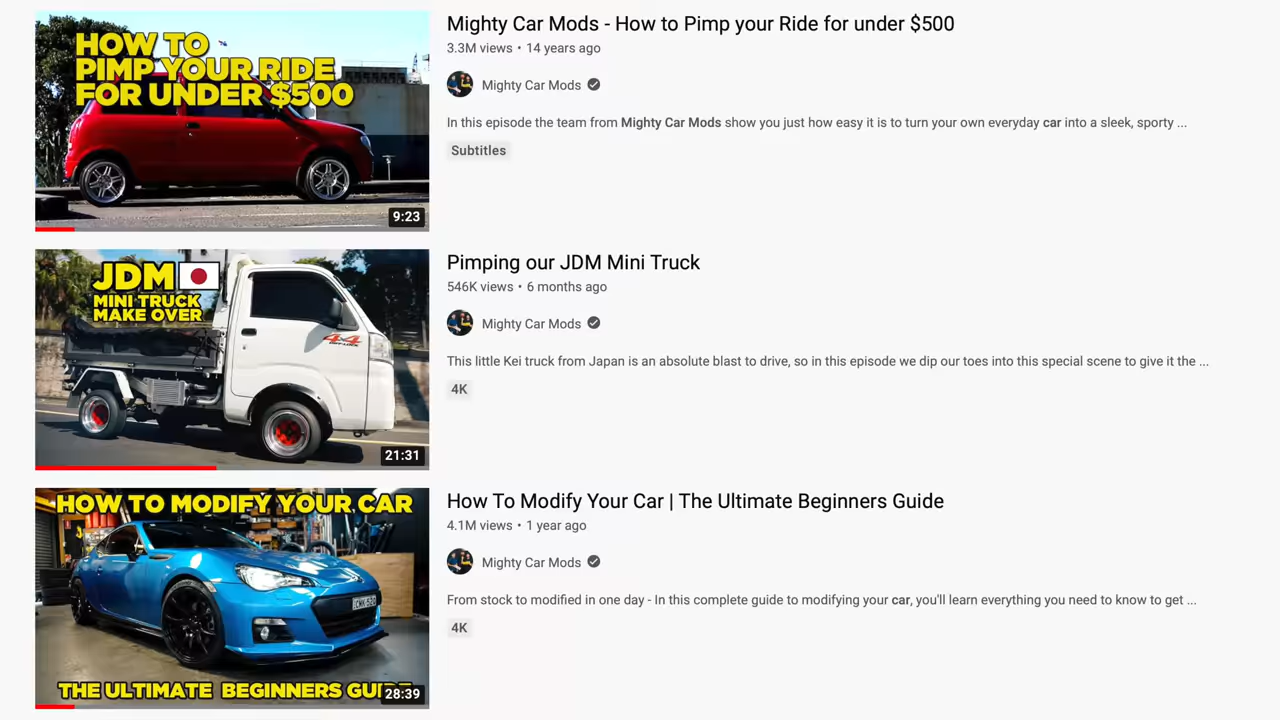 HOW TO
PIMP YOUR RIDE
FOR UNDER $500
9:23
Mighty Car Mods - How to Pimp your Ride for under $500
3.3M views • 14 years ago
Mighty Car Mods
In this episode the team from Mighty Car Mods show you just how easy it is to turn your own everyday car into a sleek, sporty ...
Subtitles
JDM
MINI TRUCK
MAKE OVER
4x4
21:31
Pimping our JDM Mini Truck
546K views • 6 months ago
Mighty Car Mods
This little Kei truck from Japan is an absolute blast to drive, so in this episode we dip our toes into this special scene to give it the ...
4K
HOW TO MODIFY YOUR CAR
THE ULTIMATE BEGINNERS
28:39
How To Modify Your Car | The Ultimate Beginners Guide
4.1M views • 1 year ago
Mighty Car Mods
From stock to modified in one day - In this complete guide to modifying your car, you'll learn everything you need to know to get ...
4K